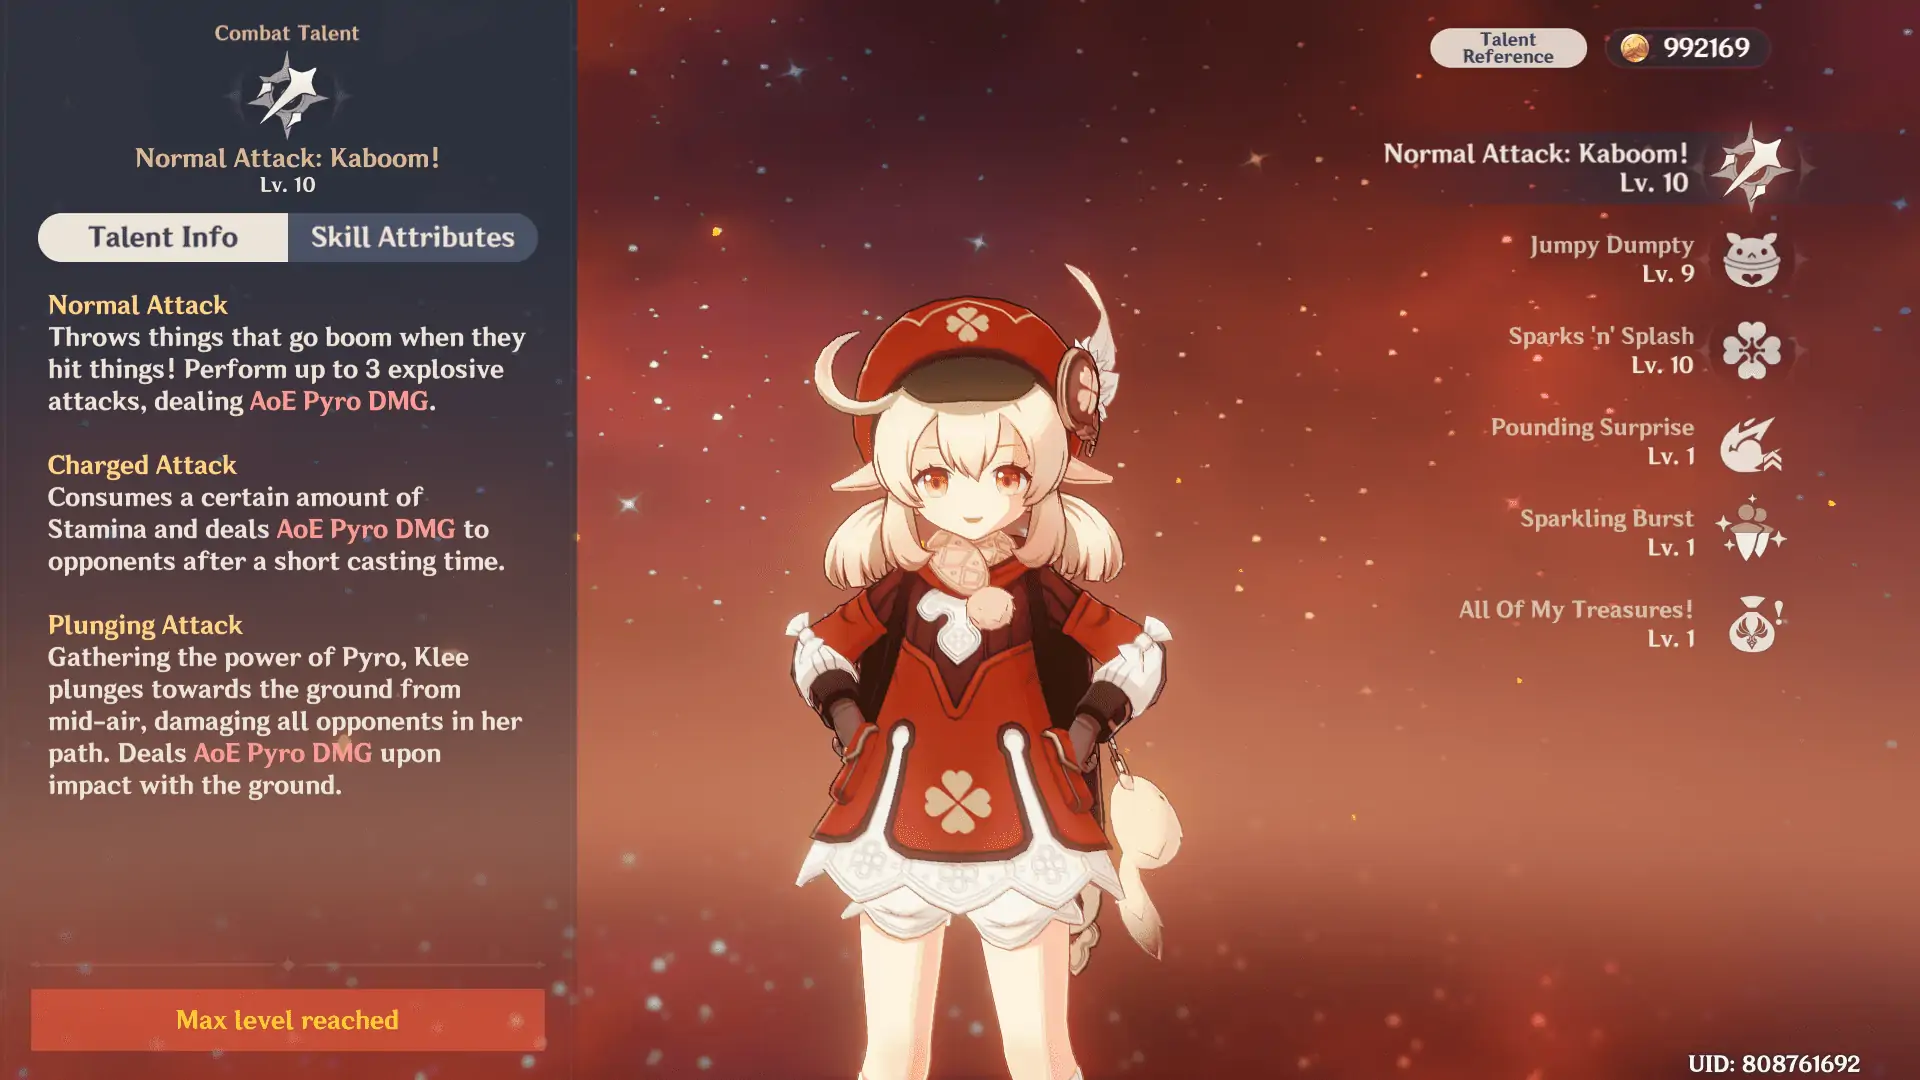 Combat Talent
Normal Attack: Kaboom!
Lv. 10
Talent Info
Skill Attributes
Normal Attack
Throws things that go boom when they
hit things! Perform up to 3 explosive
attacks, dealing AoE Pyro DMG.
Charged Attack
Consumes a certain amount of
Stamina and deals AoE Pyro DMG to
opponents after a short casting time.
Plunging Attack
Gathering the power of Pyro, Klee
plunges towards the ground from
mid-air, damaging all opponents in her
path. Deals AoE Pyro DMG upon
impact with the ground.
Max level reached
Talent
Reference
992169
Normal Attack: Kaboom!
Lv. 10
Jumpy Dumpty
Lv. 9
Sparks 'n' Splash
Lv. 10
Pounding Surprise
Lv. 1
Sparkling Burst
Lv. 1
All Of My Treasures!
Lv. 1
UID: 808761692